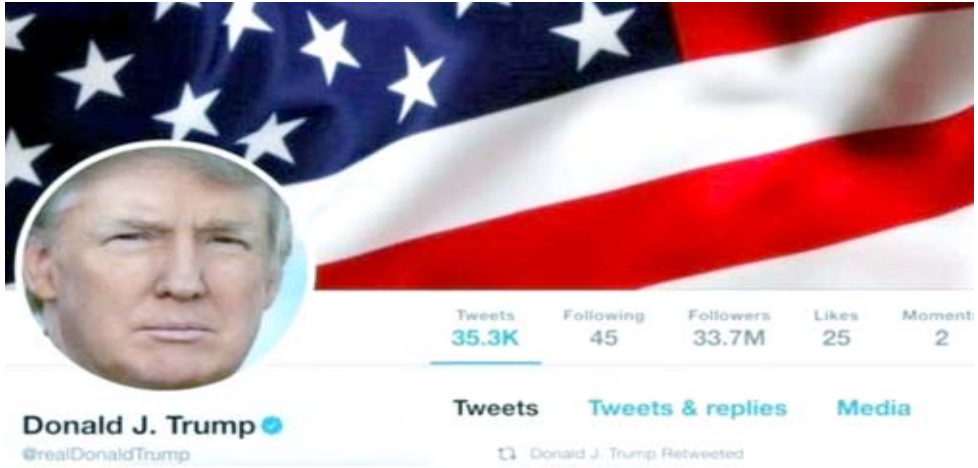 Tweets Following Followers Likes Moments
35.3K 45 33.7M 25 2
Tweets Tweets & replies Media
Donald J. Trump
@realDonaldTrump
Donald J. Trump Retweeted